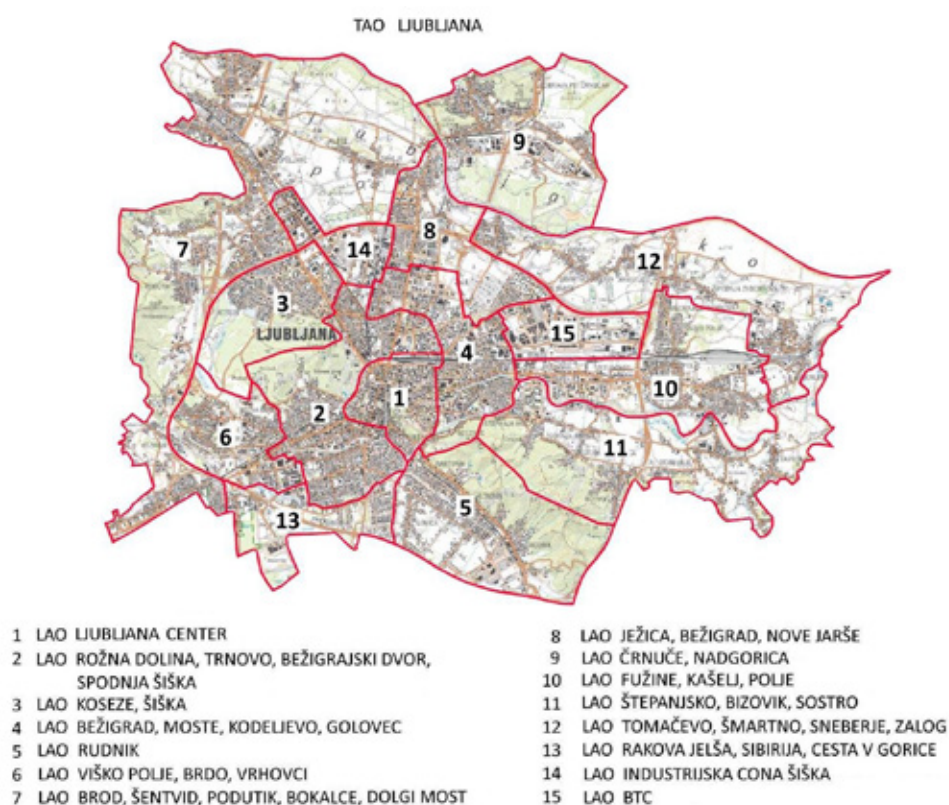 TAO LJUBLJANA
9
7
8
14
12
3
LJUBLJANA
15
4
10
1
2
6
11
5
13
1 LAO LJUBLJANA CENTER
2 LAO ROŽNA DOLINA, TRNOVO, BEŽIGRAJSKI DVOR,
SPODNJA ŠIŠKA
3 LAO KOSEZE, ŠIŠKA
4 LAO BEŽIGRAD, MOSTE, KODELJEVO, GOLOVEC
5 LAO RUDNIK
6 LAO VIŠKO POLJE, BRDO, VRHOVCI
7 LAO BROD, ŠENTVID, PODUTIK, BOKALCE, DOLGI MOST
8 LAO JEŽICA, BEŽIGRAD, NOVE JARŠE
9 LAO ČRNUČE, NADGORICA
10 LAO FUŽINE, KAŠELJ, POLJE
11 LAO ŠTEPANJSKO, BIZOVIK, SOSTRO
12 LAO TOMAČEVO, ŠMARTNO, SNEBERJE, ZALOG
13 LAO RAKOVA JELŠA, SIBIRIJA, CESTA V GORICE
14 LAO INDUSTRIJSKA CONA ŠIŠKA
15 LAO BTC